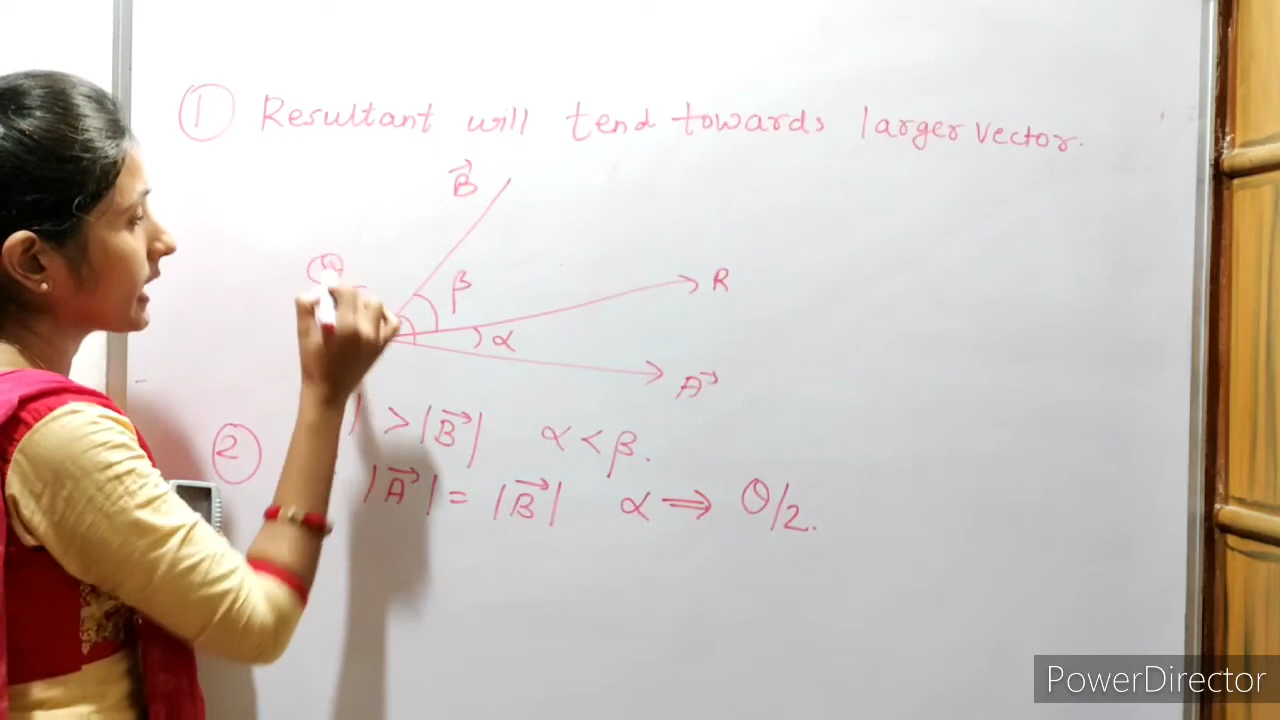 ① Resultant will tend towards larger vector.
B⃗
β
R
α
A⃗
② | > |B⃗| α < β.
|A⃗| = |B⃗| α ⇒ θ/2.
PowerDirector